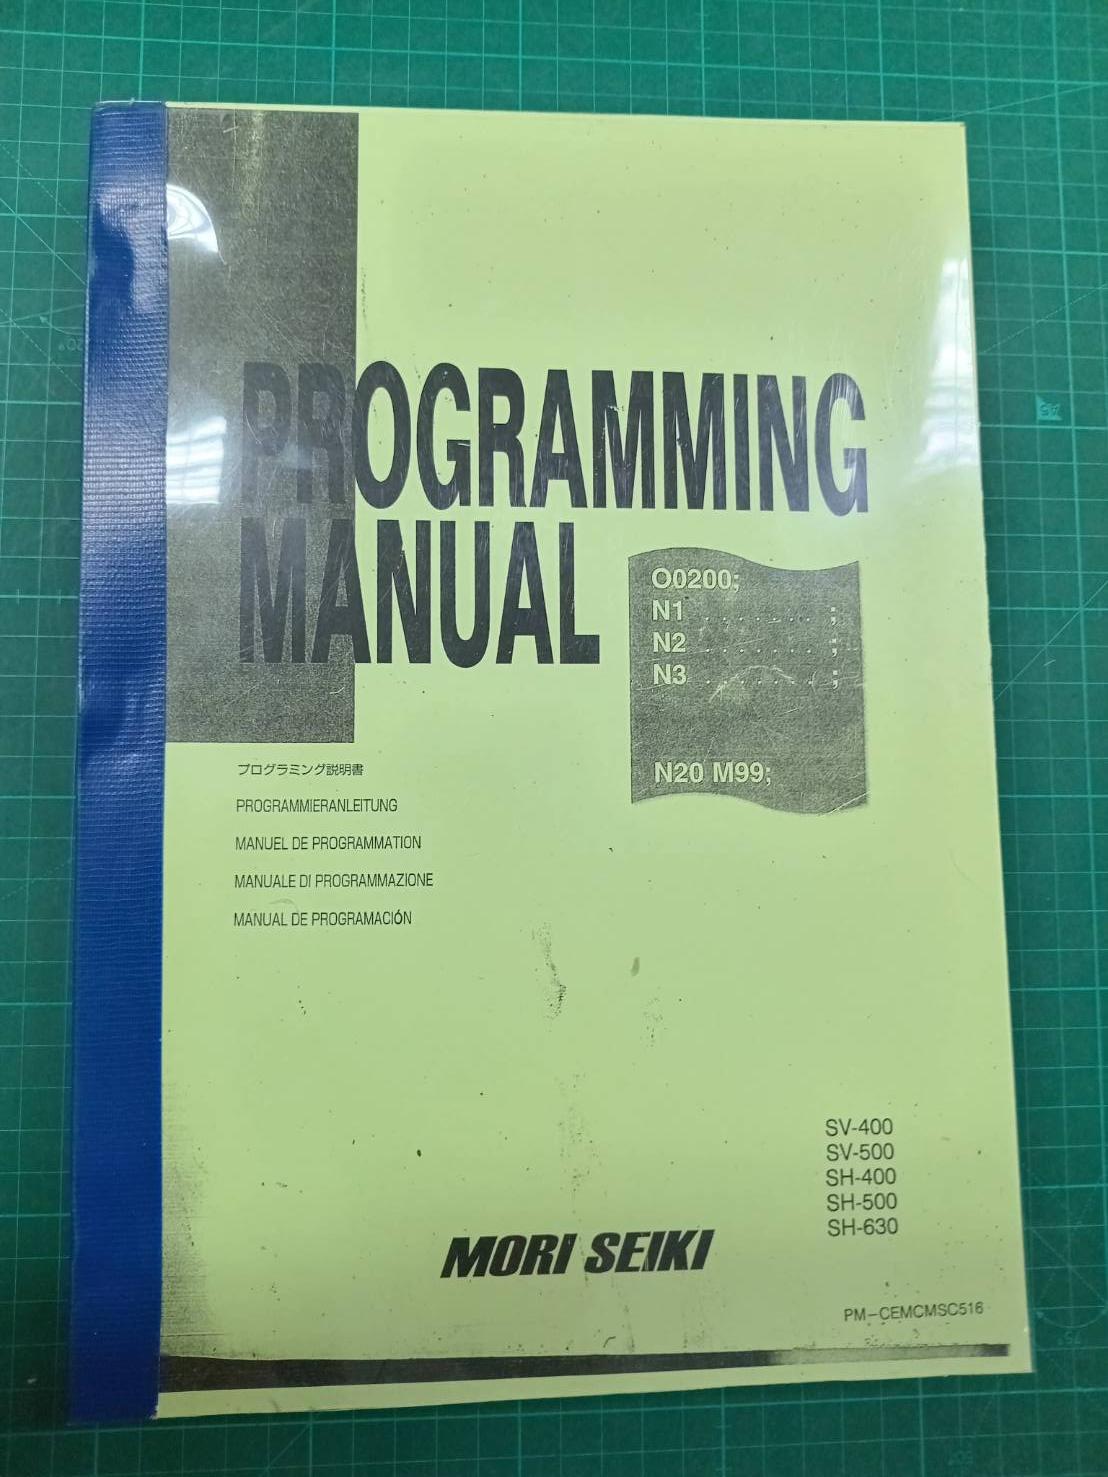 PROGRAMMING
MANUAL
O0200;
N1 . . . . . . . ;
N2 . . . . . . . ;
N3 . . . . . . . ;
N20 M99;
プログラミング説明書
PROGRAMMIERANLEITUNG
MANUEL DE PROGRAMMATION
MANUALE DI PROGRAMMAZIONE
MANUAL DE PROGRAMACIÓN
SV-400
SV-500
SH-400
SH-500
SH-630
MORI SEIKI
PM-CEMCMSC516
A5